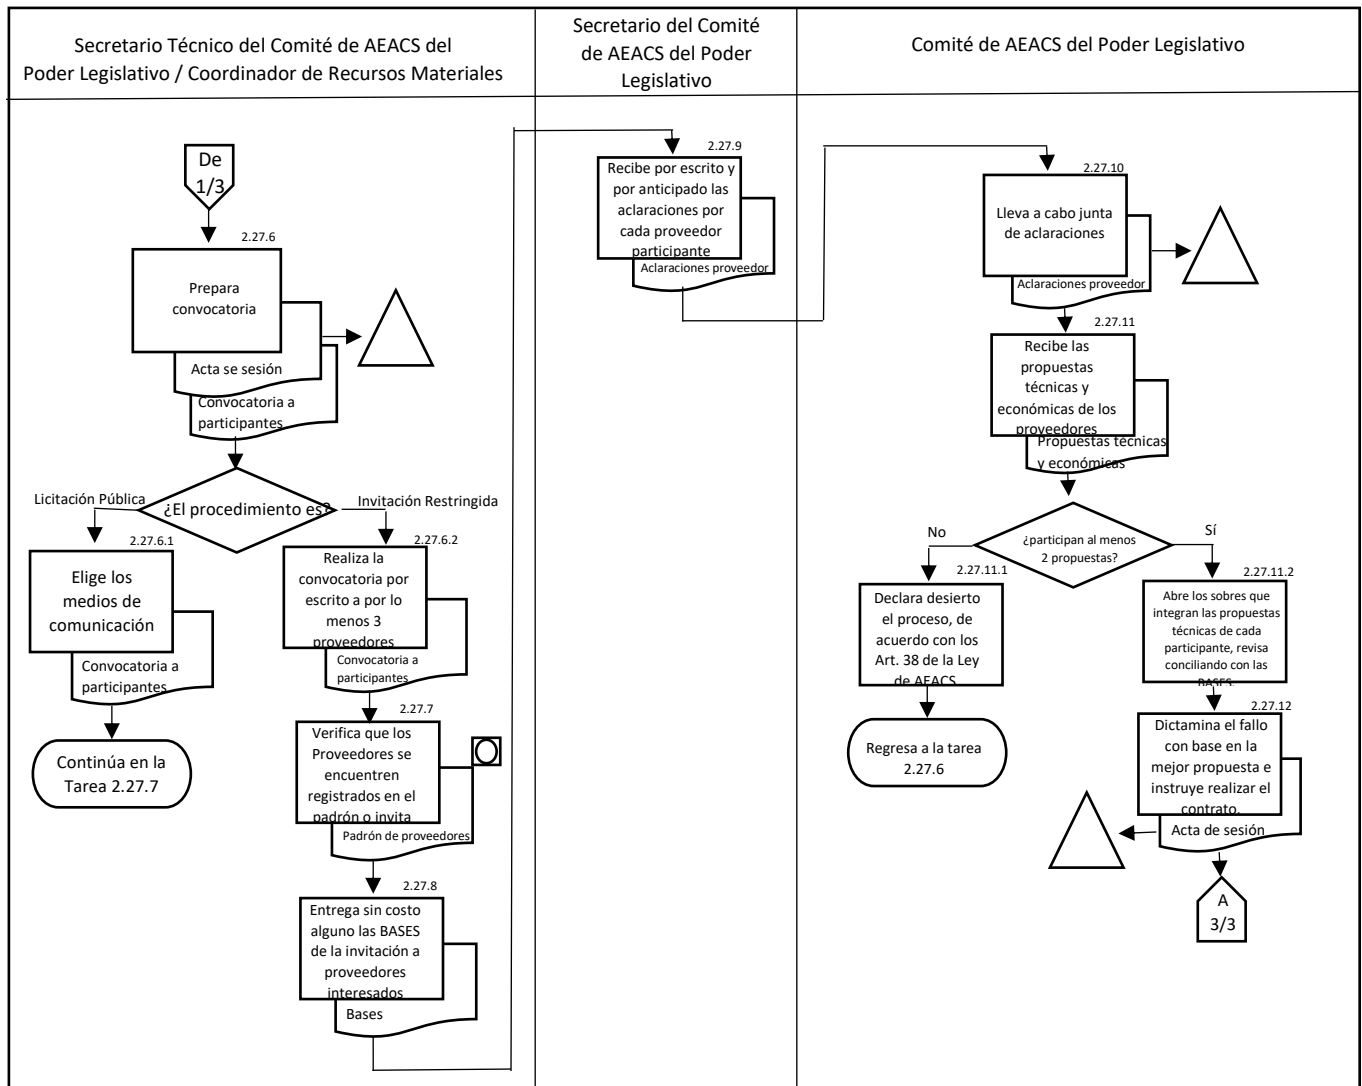 Secretario Técnico del Comité de AEACS del
Poder Legislativo / Coordinador de Recursos Materiales
Secretario del Comité
de AEACS del Poder
Legislativo
Comité de AEACS del Poder Legislativo
De
1/3
2.27.6
Prepara
convocatoria
Acta se sesión
Convocatoria a
participantes
¿El procedimiento es?
Licitación Pública
Invitación Restringida
2.27.6.1
Elige los
medios de
comunicación
Convocatoria a
participantes
Continúa en la
Tarea 2.27.7
2.27.6.2
Realiza la
convocatoria por
escrito a por lo
menos 3
proveedores
Convocatoria a
participantes
2.27.7
Verifica que los
Proveedores se
encuentren
registrados en el
padrón o invita
Padrón de proveedores
2.27.8
Entrega sin costo
alguno las BASES
de la invitación a
proveedores
interesados
Bases
2.27.9
Recibe por escrito y
por anticipado las
aclaraciones por
cada proveedor
participante
Aclaraciones proveedor
2.27.10
Lleva a cabo junta
de aclaraciones
Aclaraciones proveedor
2.27.11
Recibe las
propuestas
técnicas y
económicas de los
proveedores
Propuestas técnicas
y económicas
¿participan al menos
2 propuestas?
No
Sí
2.27.11.1
Declara desierto
el proceso, de
acuerdo con los
Art. 38 de la Ley
de AEACS
Regresa a la tarea
2.27.6
2.27.11.2
Abre los sobres que
integran las propuestas
técnicas de cada
participante, revisa
conciliando con las
BASES.
2.27.12
Dictamina el fallo
con base en la
mejor propuesta e
instruye realizar el
contrato.
Acta de sesión
A
3/3